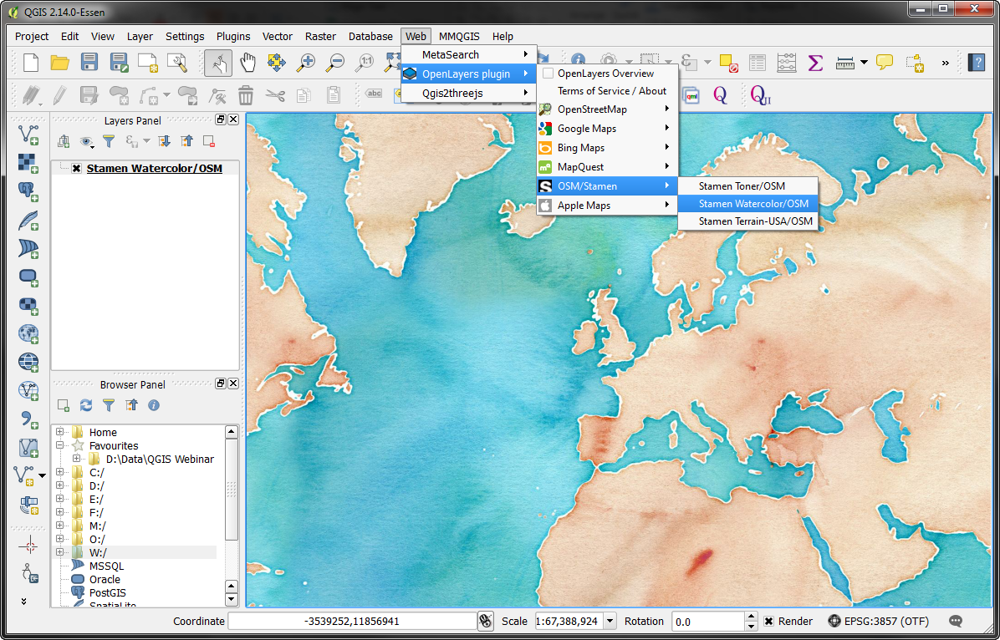 QGIS 2.14.0-Essen
Project Edit View Layer Settings Plugins Vector Raster Database Web MMQGIS Help
MetaSearch
OpenLayers plugin
Qgis2threejs
OpenLayers Overview
Terms of Service / About
OpenStreetMap
Google Maps
Bing Maps
MapQuest
OSM/Stamen
Apple Maps
Stamen Toner/OSM
Stamen Watercolor/OSM
Stamen Terrain-USA/OSM
1:1
abc
qml
Layers Panel
Stamen Watercolor/OSM
Browser Panel
Home
Favourites
D:\Data\QGIS Webinar
C:/
D:/
E:/
F:/
M:/
O:/
W:/
MSSQL
Oracle
PostGIS
SpatiaLite
Coordinate -3539252,11856941 Scale 1:67,388,924 Rotation 0.0 Render EPSG:3857 (OTF)